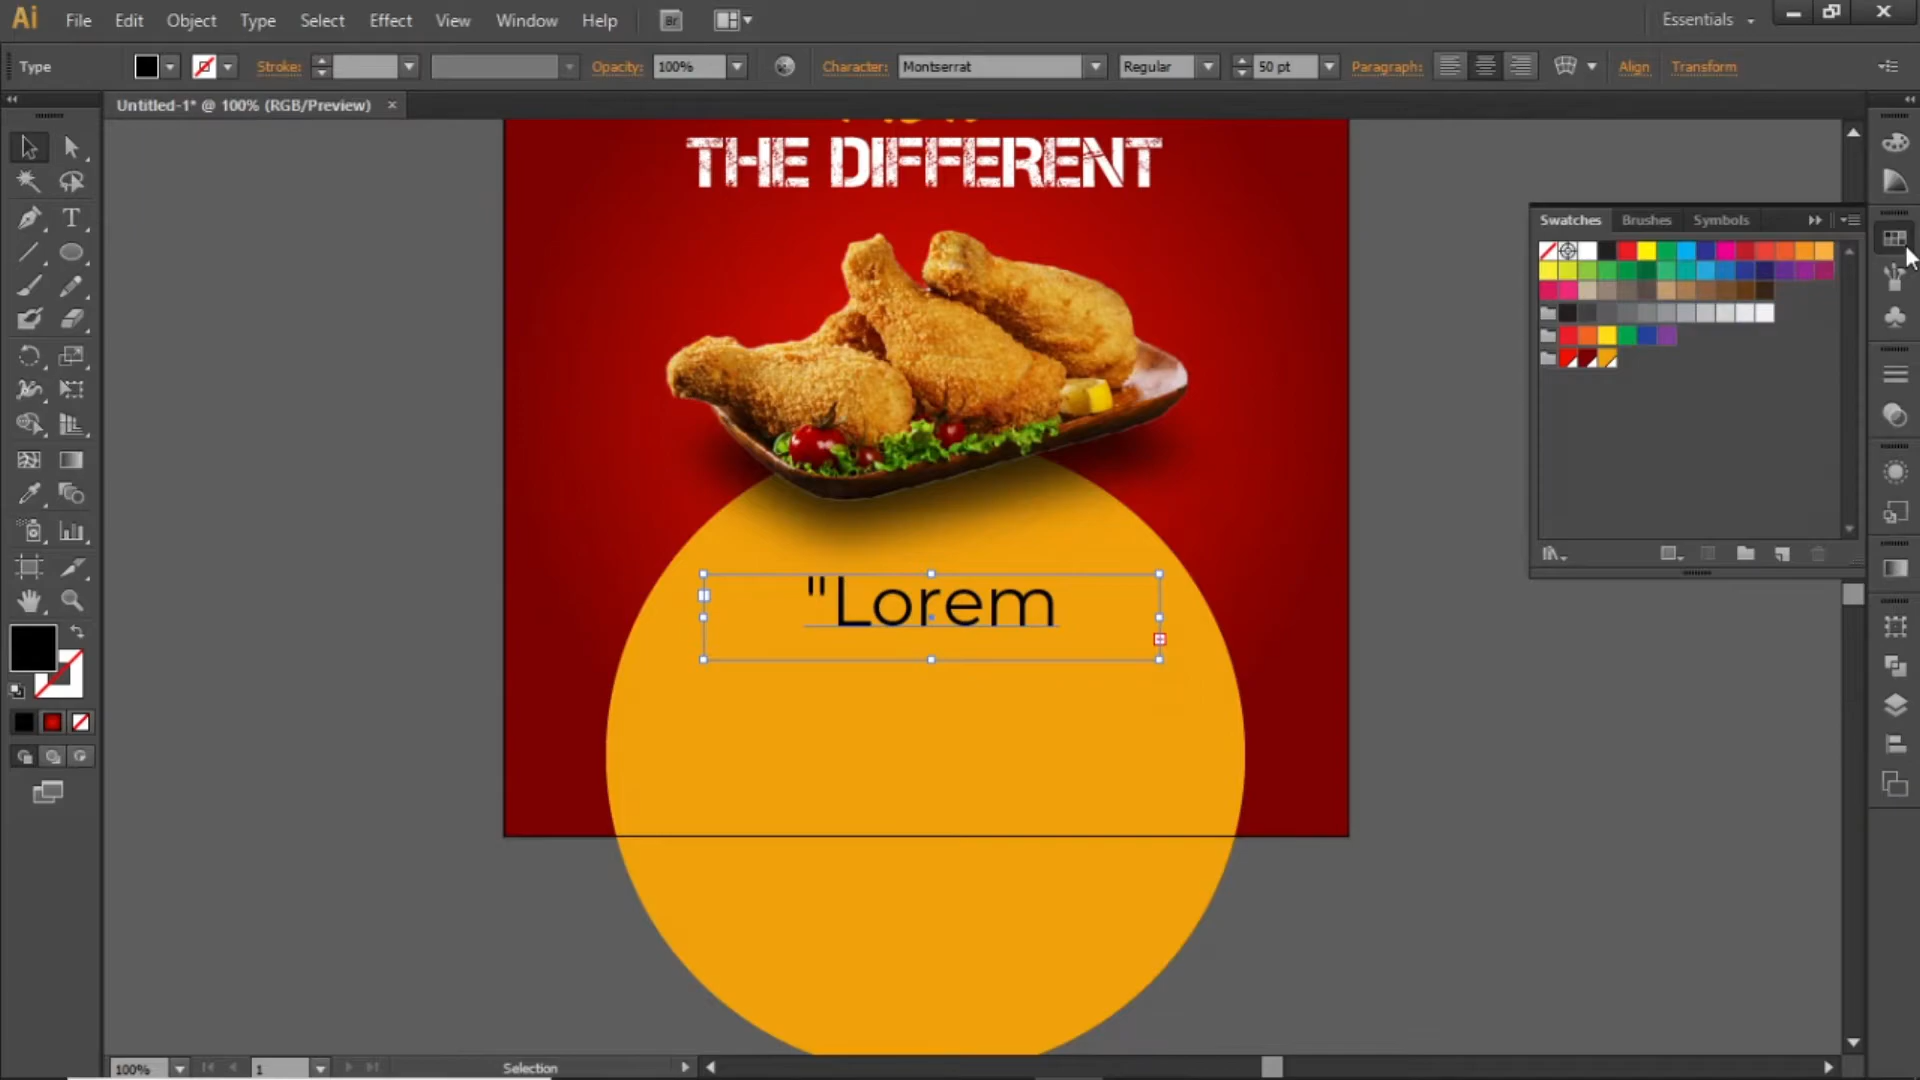 Ai File Edit Object Type Select Effect View Window Help Br Essentials
Type Stroke: Opacity: 100% Character: Montserrat Regular 50 pt Paragraph: Align Transform
Untitled-1* @ 100% (RGB/Preview)
THE DIFFERENT
Swatches Brushes Symbols
"Lorem
100% 1 Selection